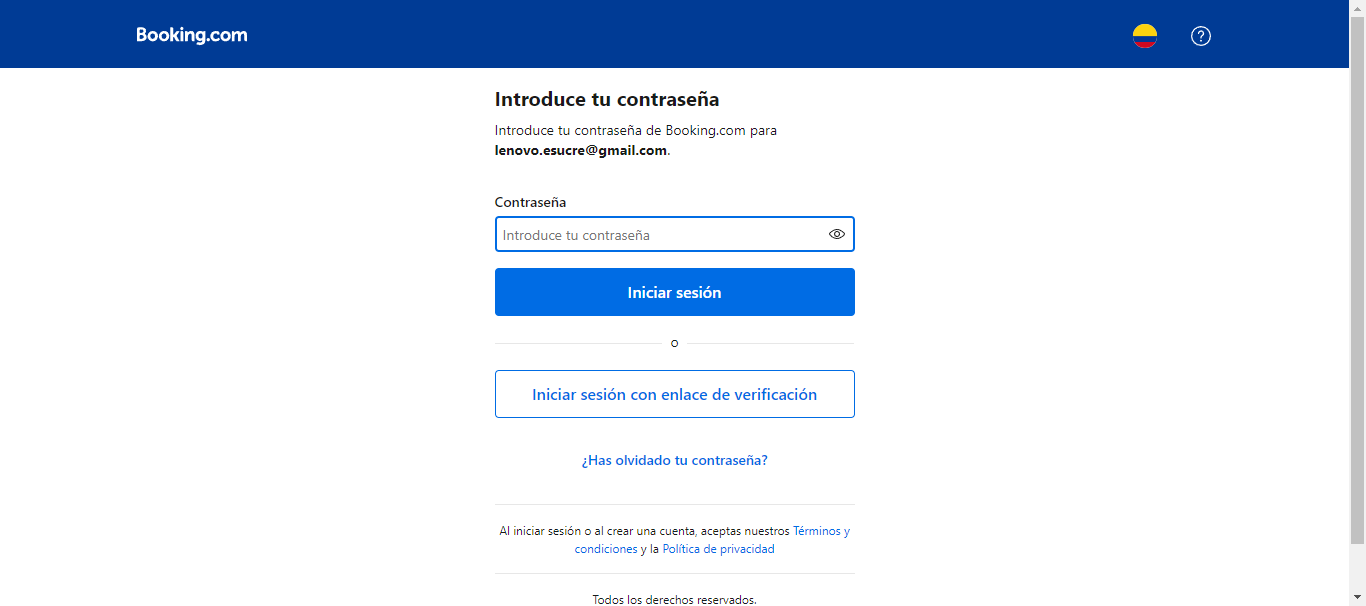 Booking.com
Introduce tu contraseña
Introduce tu contraseña de Booking.com para
lenovo.esucre@gmail.com.
Contraseña
Introduce tu contraseña
Iniciar sesión
o
Iniciar sesión con enlace de verificación
¿Has olvidado tu contraseña?
Al iniciar sesión o al crear una cuenta, aceptas nuestros Términos y
condiciones y la Política de privacidad
Todos los derechos reservados.